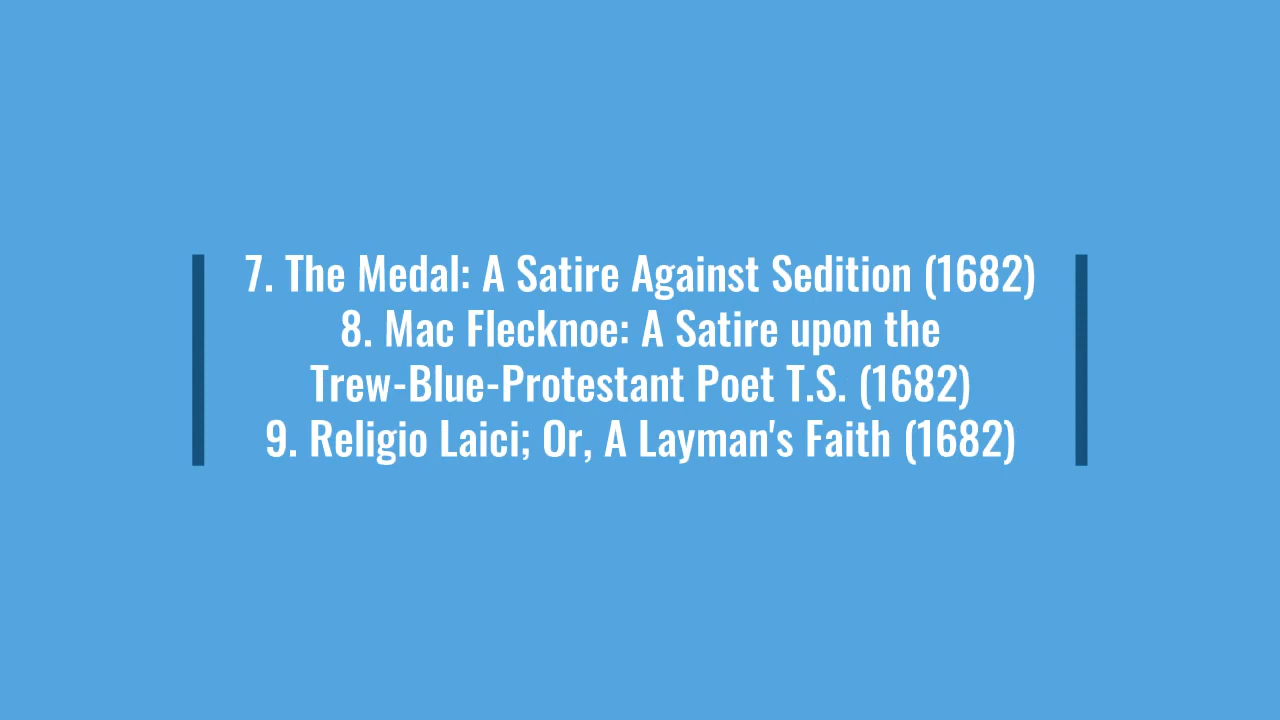 7. The Medal: A Satire Against Sedition (1682)
8. Mac Flecknoe: A Satire upon the
Trew-Blue-Protestant Poet T.S. (1682)
9. Religio Laici; Or, A Layman's Faith (1682)